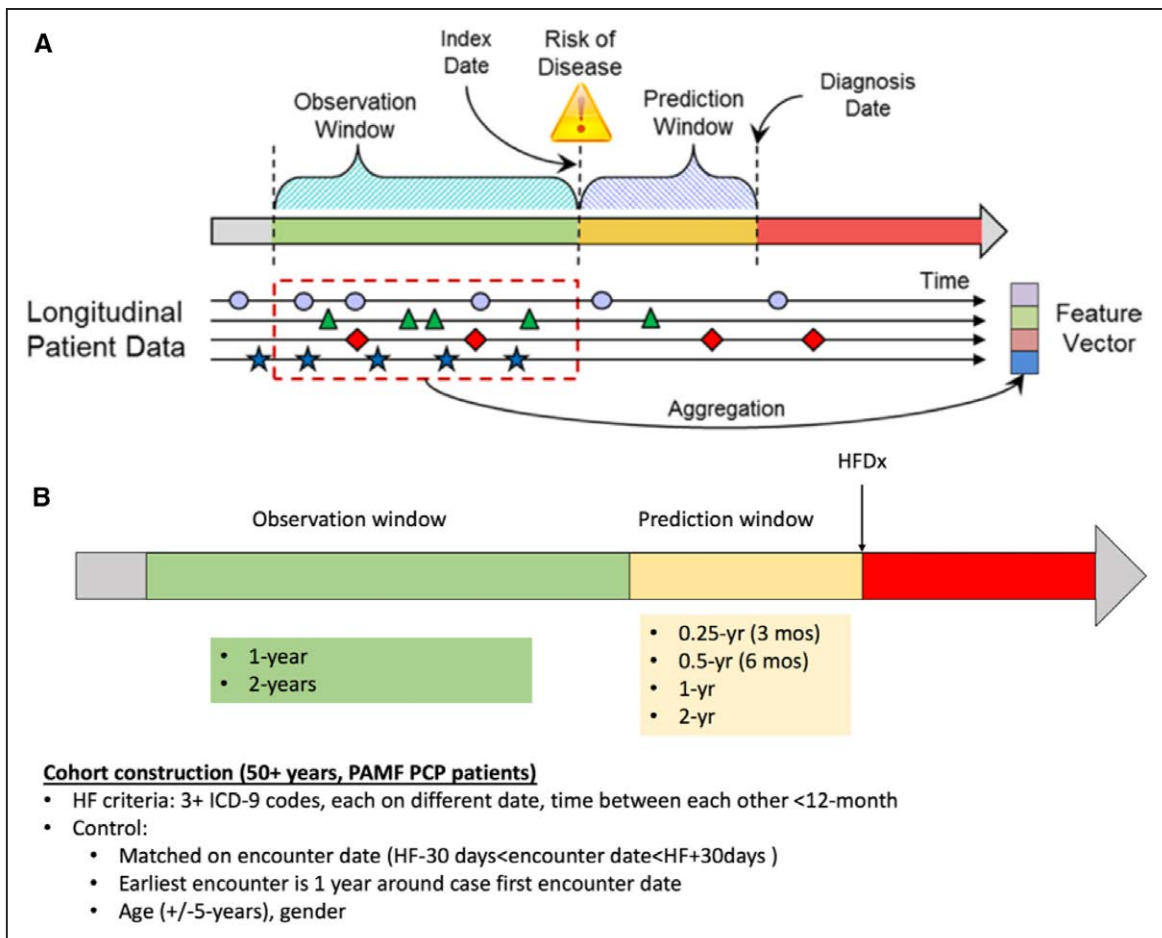 A
Index
Date
Risk of
Disease
!
Observation
Window
Prediction
Window
Diagnosis
Date
Time
Longitudinal
Patient Data
Feature
Vector
Aggregation
HFDx
B
Observation window
Prediction window
• 1-year
• 2-years
• 0.25-yr (3 mos)
• 0.5-yr (6 mos)
• 1-yr
• 2-yr
Cohort construction (50+ years, PAMF PCP patients)
• HF criteria: 3+ ICD-9 codes, each on different date, time between each other <12-month
• Control:
• Matched on encounter date (HF-30 days<encounter date<HF+30days )
• Earliest encounter is 1 year around case first encounter date
• Age (+/-5-years), gender